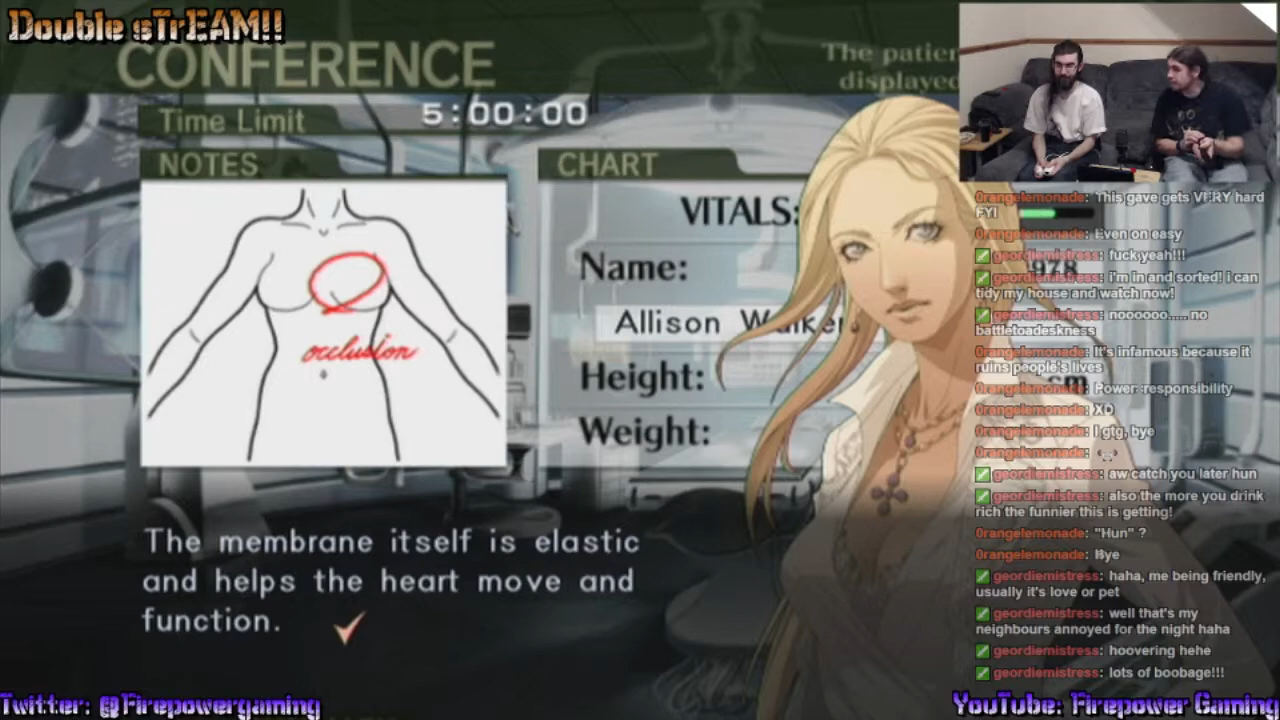 Double sTrEAM!!
CONFERENCE
The patien
displayed
Time Limit
5:00:00
NOTES
CHART
VITALS:
Name:
Allison Walker
Height:
Weight:
occlusion
The membrane itself is elastic
and helps the heart move and
function.
0rangelemonade: This gave gets VERY hard
FYI
0rangelemonade: Even on easy
geordiemistress: fuck yeah!!!
geordiemistress: i'm in and sorted! i can
tidy my house and watch now!
geordiemistress: noooooo..... no
battletoadeskness
0rangelemonade: It's infamous because it
ruins people's lives
0rangelemonade: Power responsibility
0rangelemonade: XD
0rangelemonade: I gtg, bye
0rangelemonade:
geordiemistress: aw catch you later hun
geordiemistress: also the more you drink
rich the funnier this is getting!
0rangelemonade: "Hun" ?
0rangelemonade: Bye
geordiemistress: haha, me being friendly,
usually it's love or pet
geordiemistress: well that's my
neighbours annoyed for the night haha
geordiemistress: hoovering hehe
geordiemistress: lots of boobage!!!
Twitter: @Firepowergaming
YouTube: Firepower Gaming